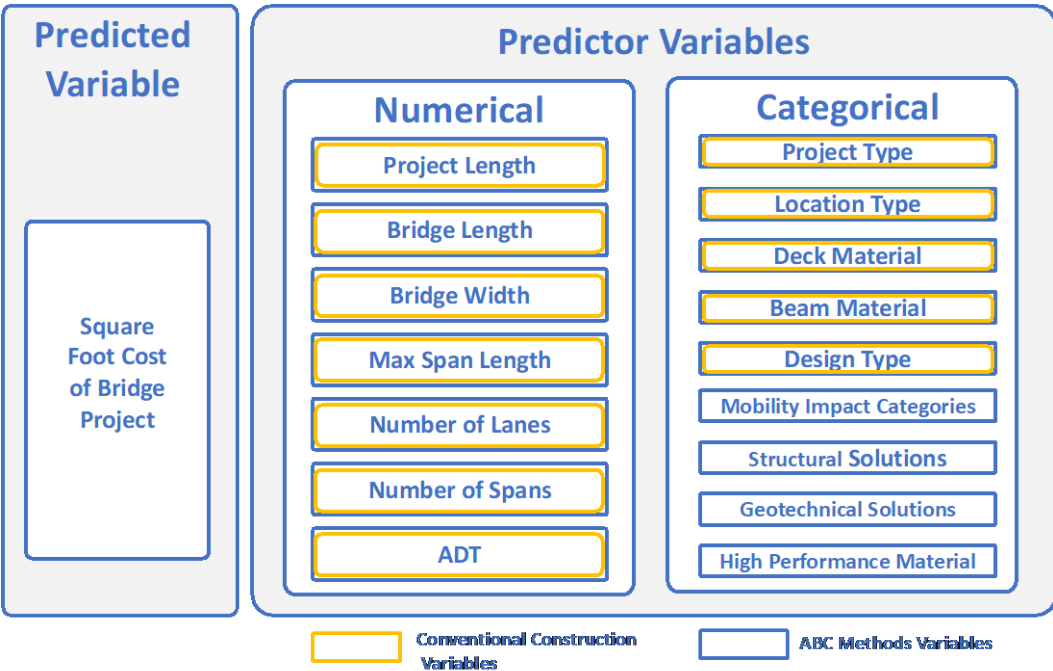 Predicted
Variable
Square
Foot Cost
of Bridge
Project
Predictor Variables
Numerical
Project Length
Bridge Length
Bridge Width
Max Span Length
Number of Lanes
Number of Spans
ADT
Categorical
Project Type
Location Type
Deck Material
Beam Material
Design Type
Mobility Impact Categories
Structural Solutions
Geotechnical Solutions
High Performance Material
Conventional Construction
Variables
ABC Methods Variables